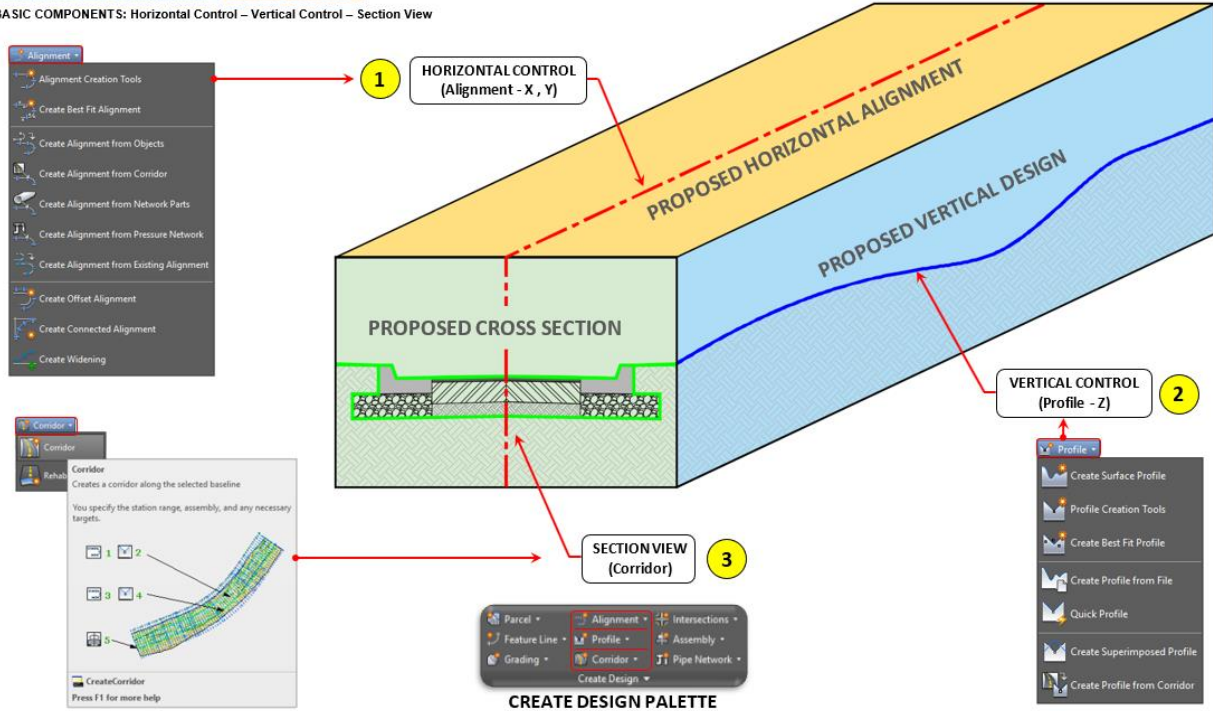 BASIC COMPONENTS: Horizontal Control – Vertical Control – Section View
Alignment
Alignment Creation Tools
Create Best Fit Alignment
Create Alignment from Objects
Create Alignment from Corridor
Create Alignment from Network Parts
Create Alignment from Pressure Network
Create Alignment from Existing Alignment
Create Offset Alignment
Create Connected Alignment
Create Widening
1
HORIZONTAL CONTROL
(Alignment - X , Y)
PROPOSED HORIZONTAL ALIGNMENT
PROPOSED VERTICAL DESIGN
PROPOSED CROSS SECTION
VERTICAL CONTROL
(Profile - Z)
2
Profile
Create Surface Profile
Profile Creation Tools
Create Best Fit Profile
Create Profile from File
Quick Profile
Create Superimposed Profile
Create Profile from Corridor
Corridor
Corridor
Rehab
Corridor
Creates a corridor along the selected baseline
You specify the station range, assembly, and any necessary
targets.
1 2
3 4
5
CreateCorridor
Press F1 for more help
SECTION VIEW
(Corridor)
3
Parcel Alignment Intersections
Feature Line Profile Assembly
Grading Corridor Pipe Network
Create Design
CREATE DESIGN PALETTE